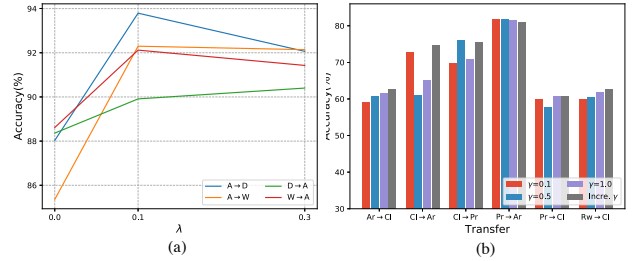 94
92
90
88
86
Accuracy(%)
A→D
A→W
D→A
W→A
0.0
0.1
0.3
λ
(a)
80
70
60
50
40
30
Accuracy(%)
γ=0.1
γ=0.5
γ=1.0
Incre. γ
Ar→Cl
Cl→Ar
Cl→Pr
Pr→Ar
Pr→Cl
Rw→Cl
Transfer
(b)